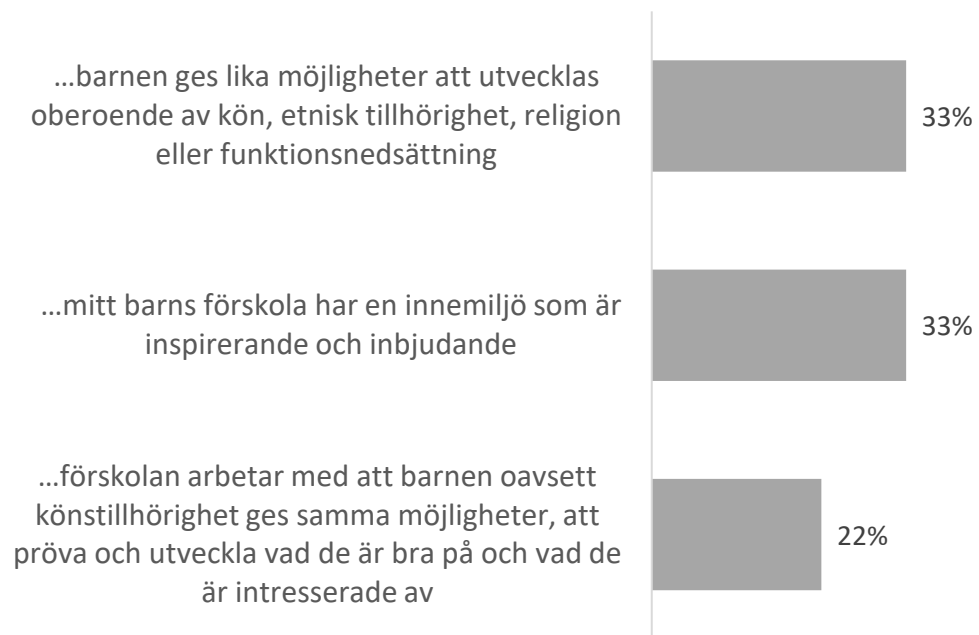 ...barnen ges lika möjligheter att utvecklas
oberoende av kön, etnisk tillhörighet, religion
eller funktionsnedsättning
33%
...mitt barns förskola har en innemiljö som är
inspirerande och inbjudande
33%
...förskolan arbetar med att barnen oavsett
könstillhörighet ges samma möjligheter, att
pröva och utveckla vad de är bra på och vad de
är intresserade av
22%